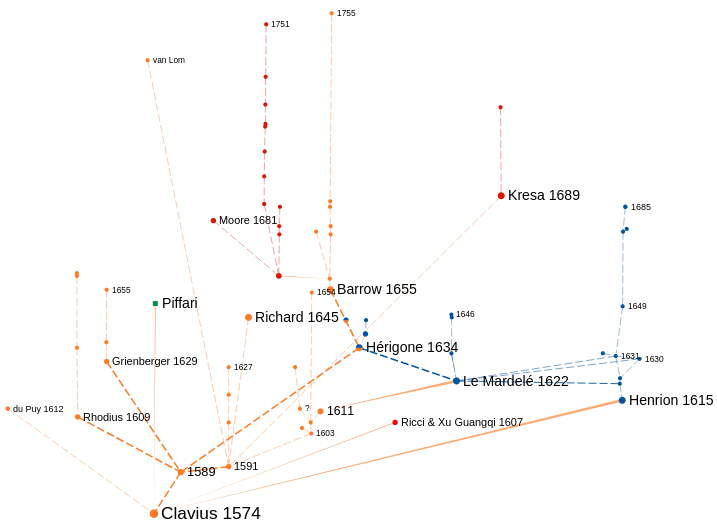 1755
1751
van Lom
Kresa 1689
1685
Moore 1681
1655
1654
Barrow 1655
Piffari
1649
Richard 1645
1646
Hérigone 1634
1631
1630
Grienberger 1629
1627
Le Mardelé 1622
Henrion 1615
du Puy 1612
?
1611
Rhodius 1609
Ricci & Xu Guangqi 1607
1603
1591
1589
Clavius 1574